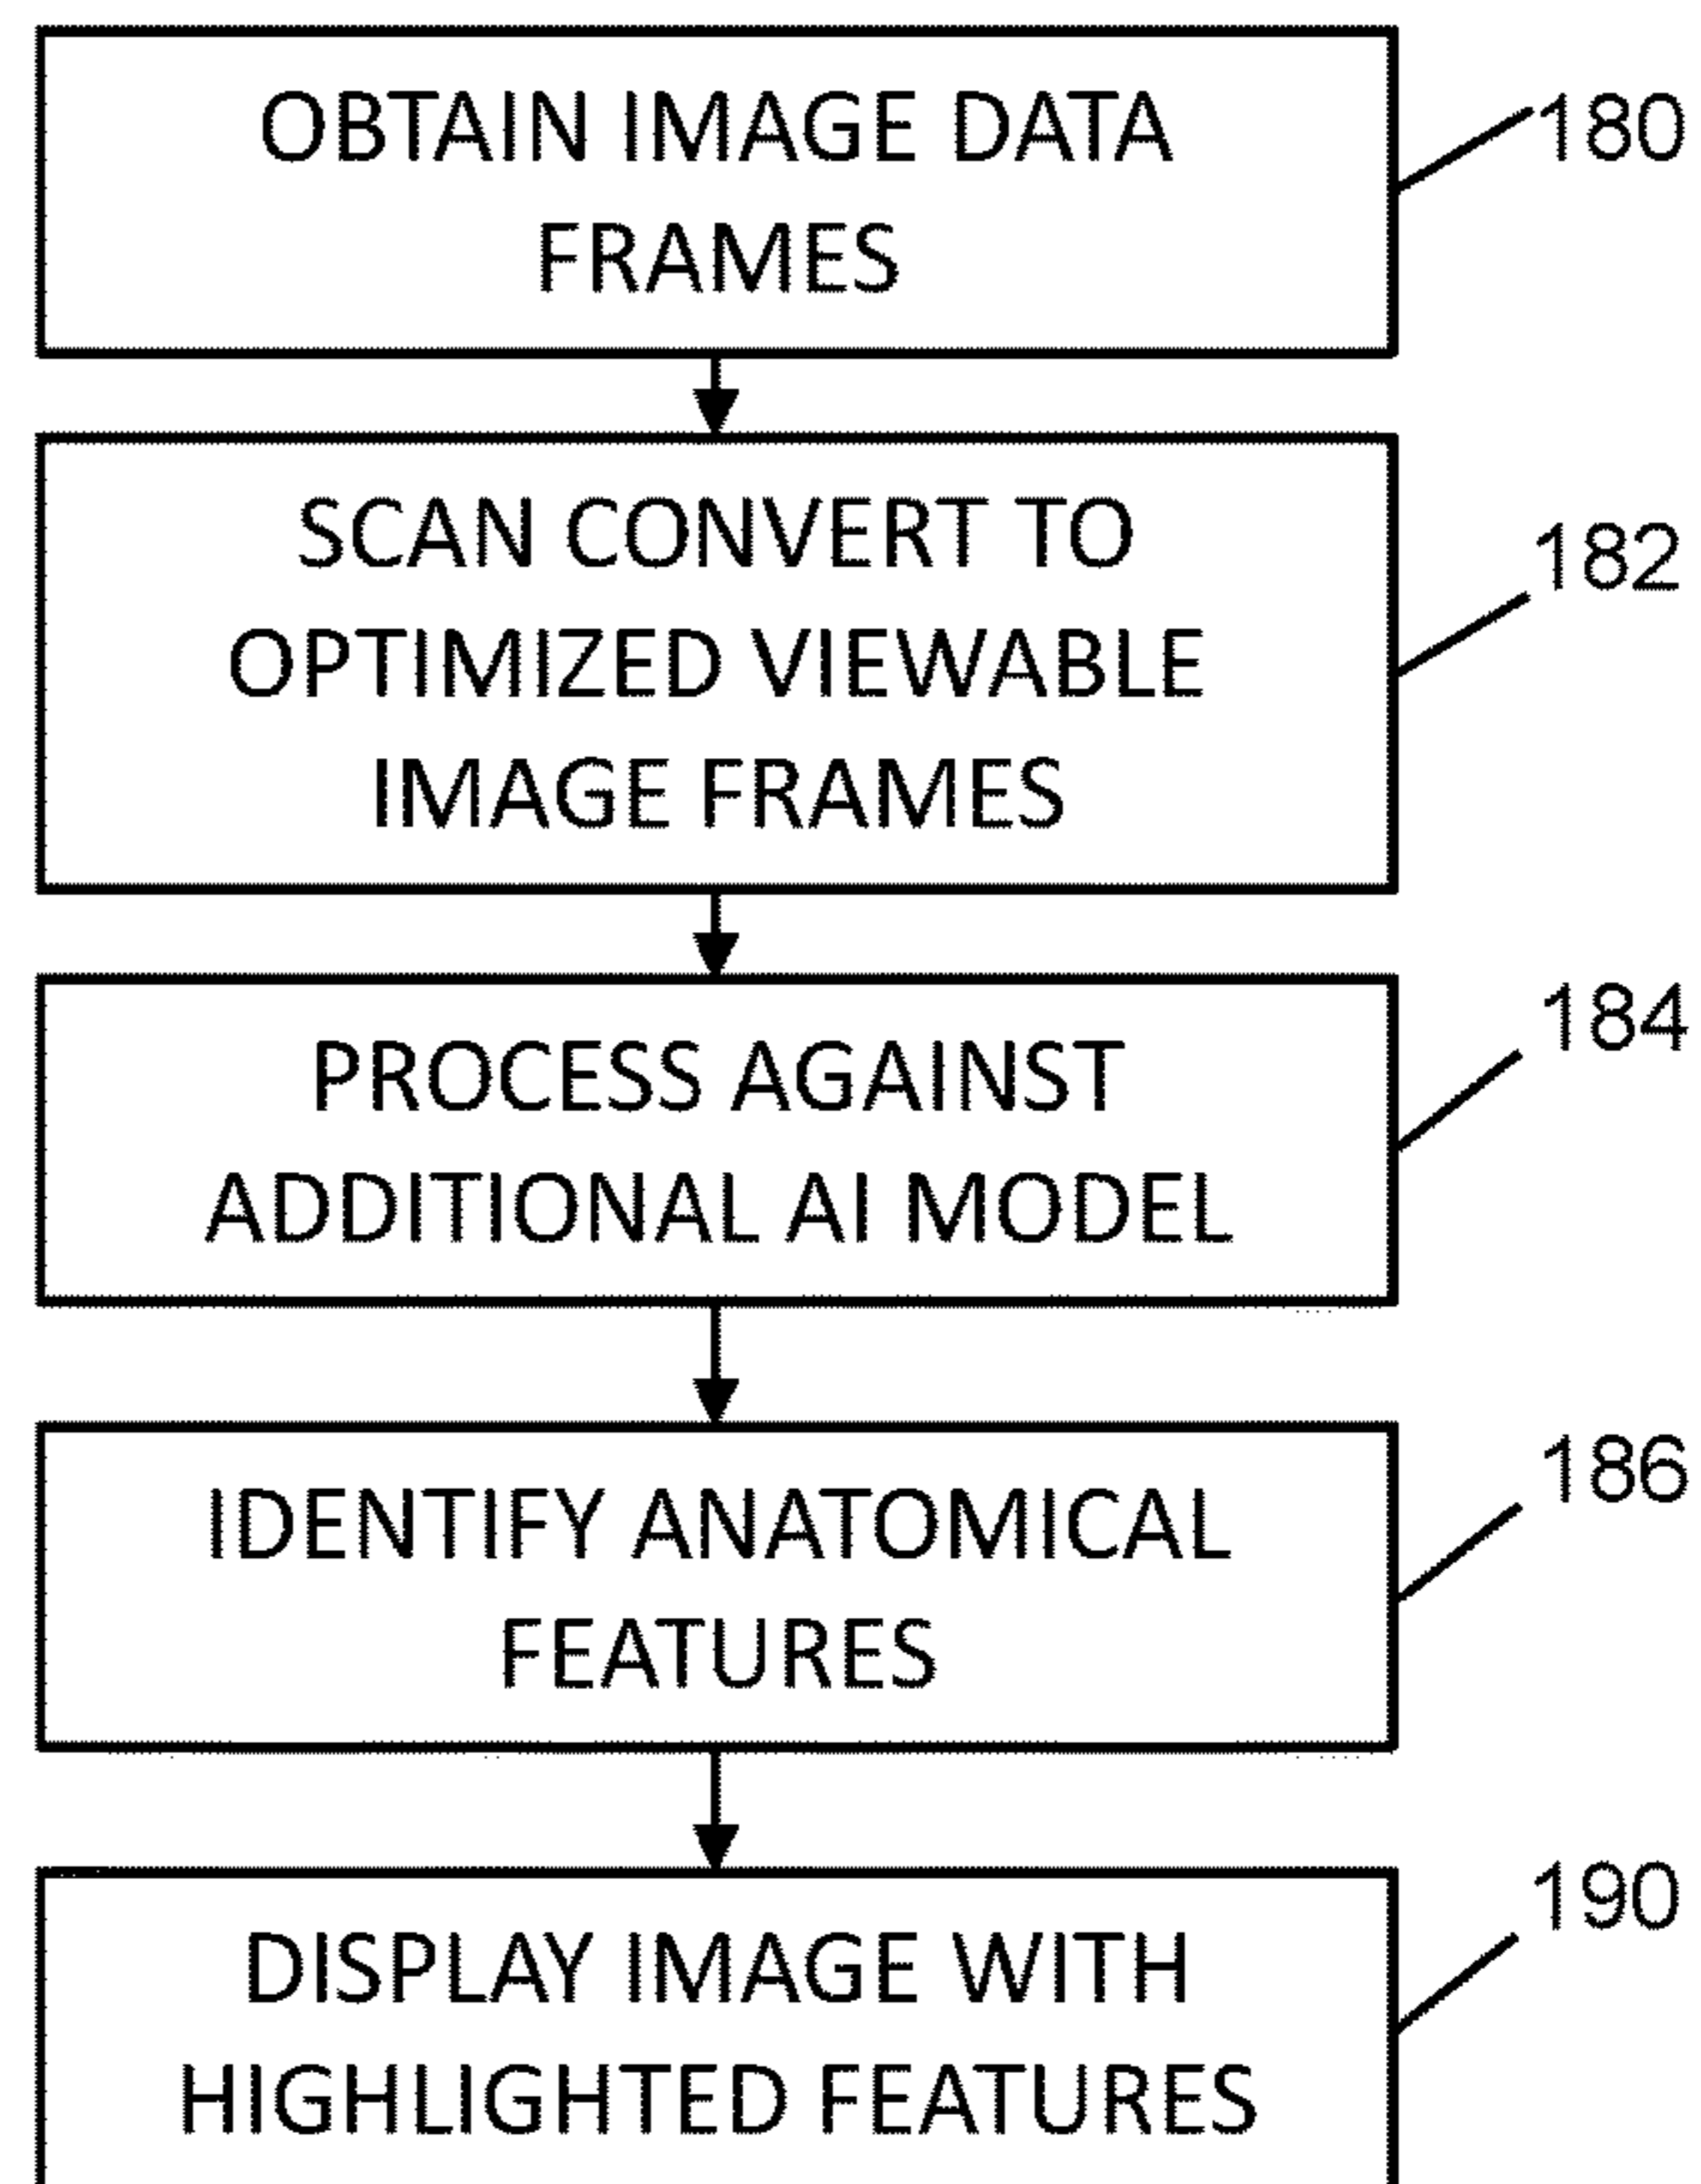 OBTAIN IMAGE DATA
FRAMES
180
SCAN CONVERT TO
OPTIMIZED VIEWABLE
IMAGE FRAMES
182
PROCESS AGAINST
ADDITIONAL AI MODEL
184
IDENTIFY ANATOMICAL
FEATURES
186
DISPLAY IMAGE WITH
HIGHLIGHTED FEATURES
190